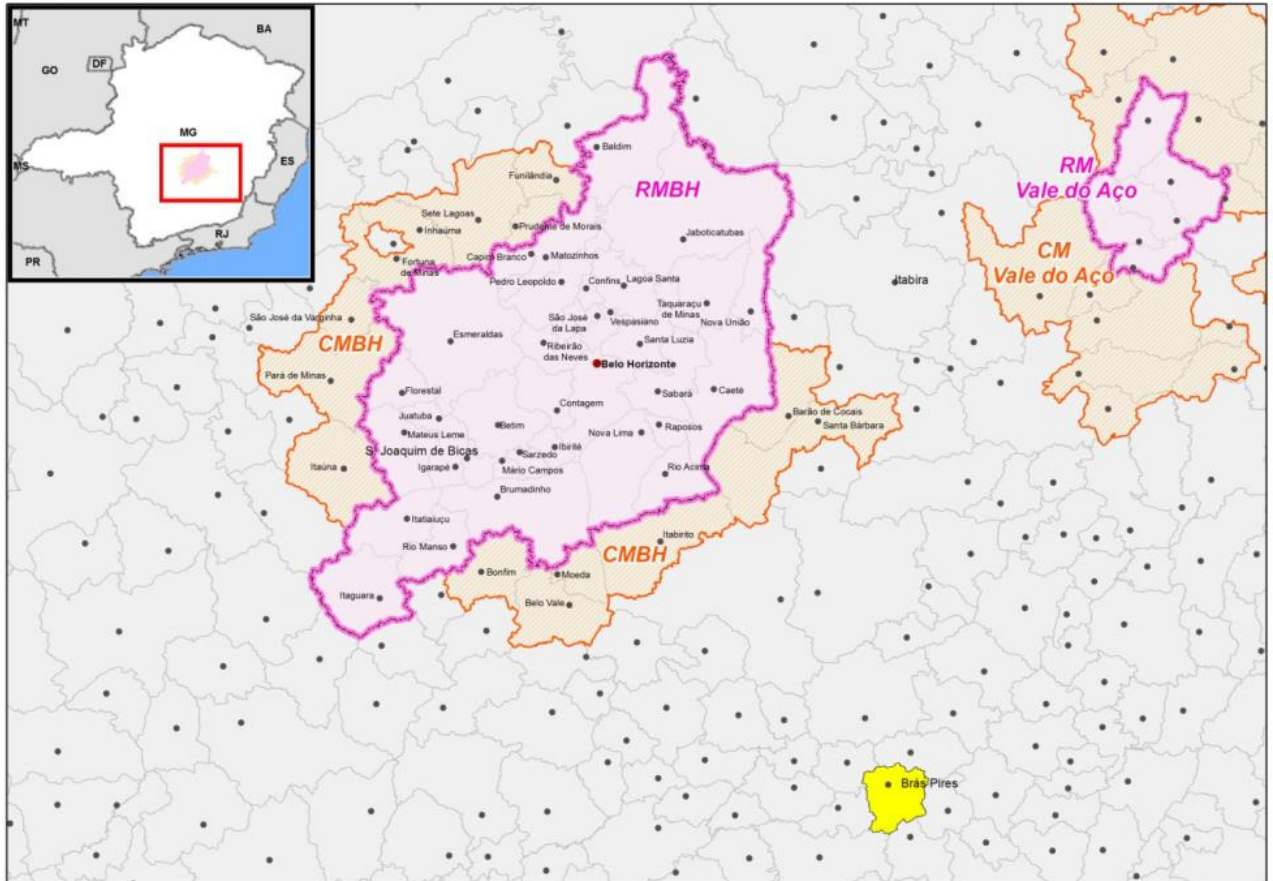 MT
BA
GO
DF
MG
MS
ES
RJ
PR
Baldim
RM
Vale do Aço
Funilândia
RMBH
Sete Lagoas
Inhaúma
Prudente de Morais
Jaboticatubas
CM
Vale do Aço
Capim Branco
Matozinhos
Fortuna
de Minas
Pedro Leopoldo
Confins
Lagoa Santa
Itabira
Taquaraçu
de Minas
Nova União
São José da Varginha
São José
da Lapa
Vespasiano
CMBH
Esmeraldas
Ribeirão
das Neves
Santa Luzia
Belo Horizonte
Pará de Minas
Florestal
Sabará
Caeté
Contagem
Juatuba
Barão de Cocais
Santa Bárbara
Betim
Mateus Leme
Nova Lima
Raposos
S. Joaquim de Bicas
Ibirité
Sarzedo
Itaúna
Igarapé
Mário Campos
Rio Acima
Brumadinho
Itatiaiuçu
Rio Manso
Itabirito
CMBH
Bonfim
Moeda
Itaguara
Belo Vale
Brás Pires